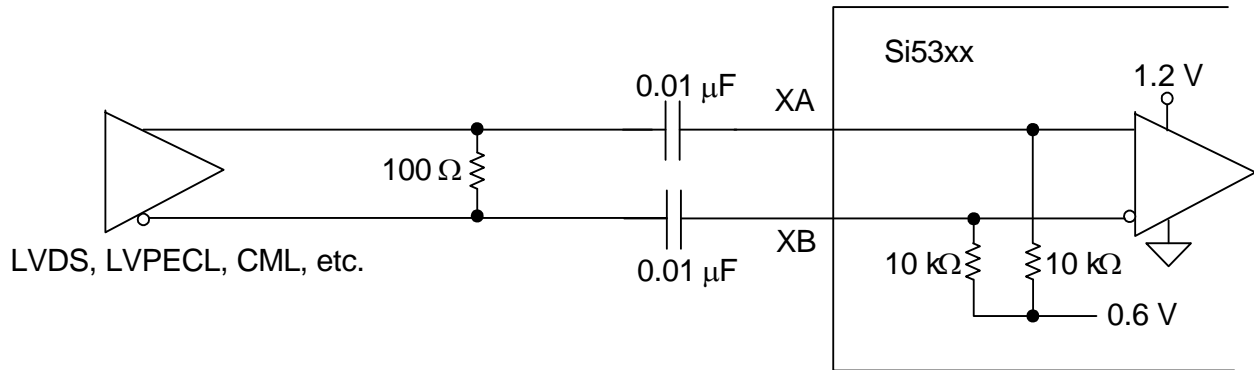 Si53xx
1.2 V
0.01 μF
XA
100 Ω
XB
LVDS, LVPECL, CML, etc.
0.01 μF
10 kΩ
10 kΩ
0.6 V